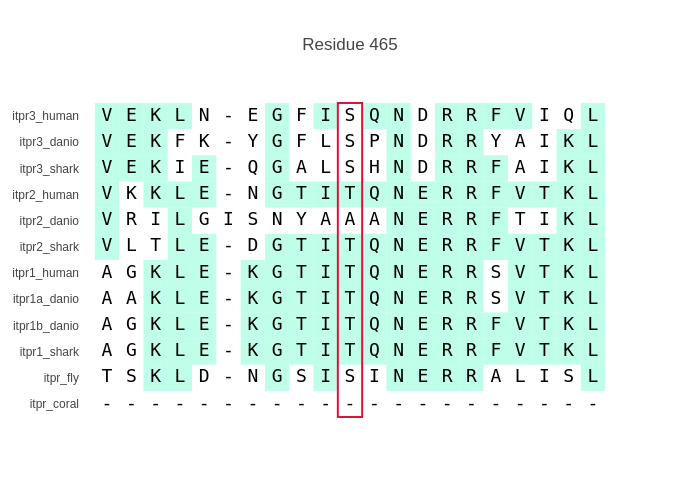 Residue 465
itpr3_human V E K L N - E G F I S Q N D R R F V I Q L
itpr3_danio V E K F K - Y G F L S P N D R R Y A I K L
itpr3_shark V E K I E - Q G A L S H N D R R F A I K L
itpr2_human V K K L E - N G T I T Q N E R R F V T K L
itpr2_danio V R I L G I S N Y A A A N E R R F T I K L
itpr2_shark V L T L E - D G T I T Q N E R R F V T K L
itpr1_human A G K L E - K G T I T Q N E R R S V T K L
itpr1a_danio A A K L E - K G T I T Q N E R R S V T K L
itpr1b_danio A G K L E - K G T I T Q N E R R F V T K L
itpr1_shark A G K L E - K G T I T Q N E R R F V T K L
itpr_fly T S K L D - N G S I S I N E R R A L I S L
itpr_coral - - - - - - - - - - - - - - - - - - - - -